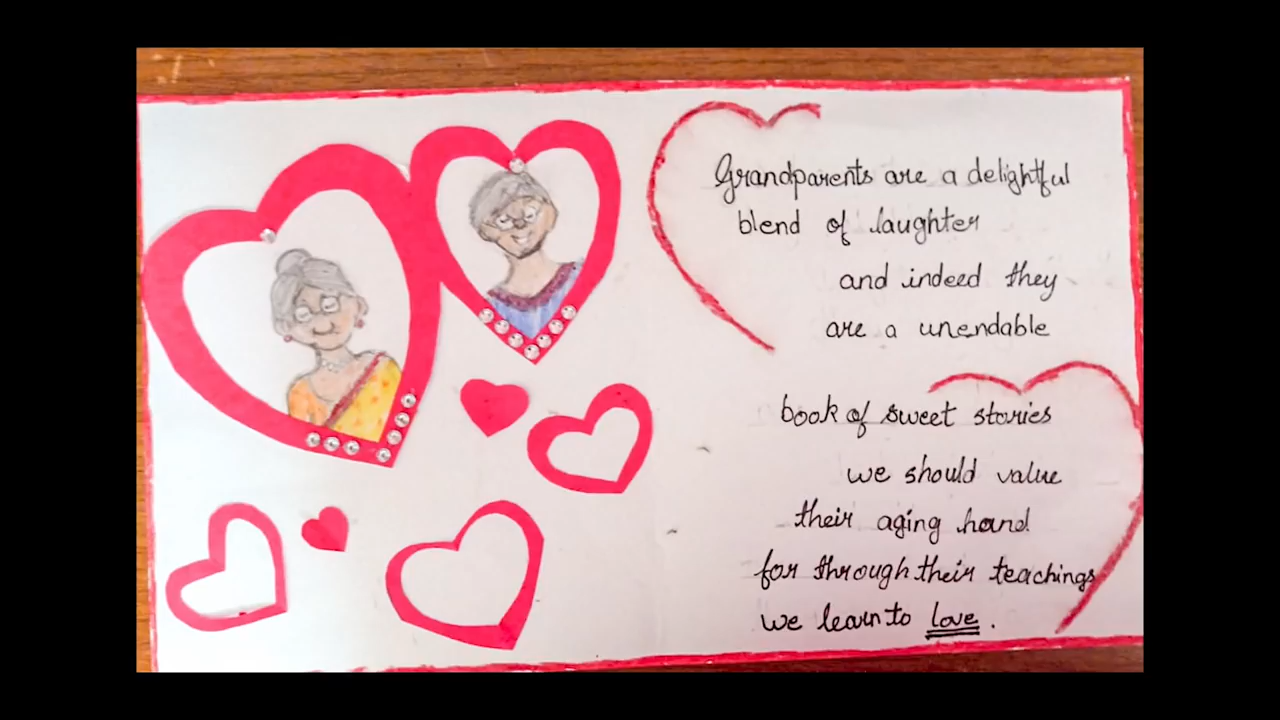 Grandparents are a delightful
blend of laughter
and indeed they
are a unendable
book of sweet stories
we should value
their aging hand
for through their teachings
we learn to love.